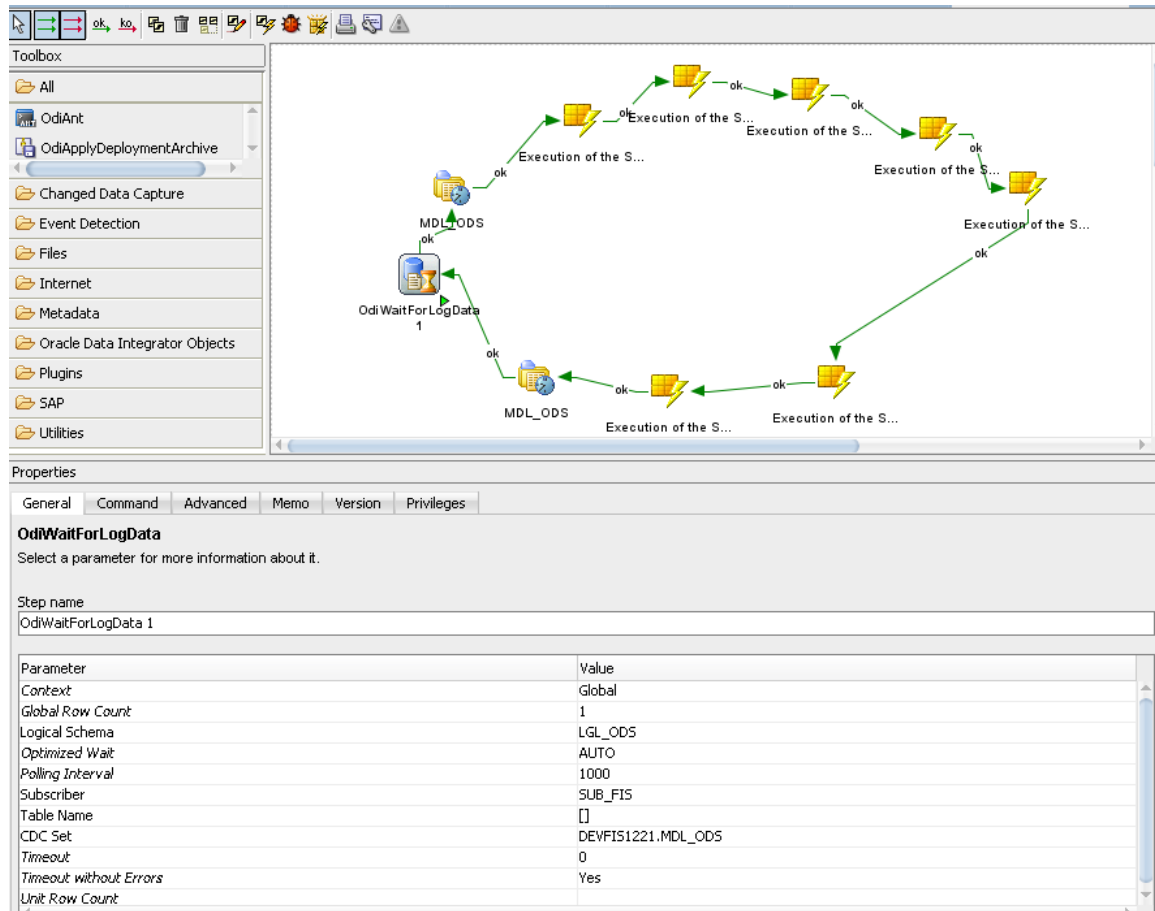 ok ko
Toolbox
All
OdiAnt
OdiApplyDeploymentArchive
Changed Data Capture
Event Detection
Files
Internet
Metadata
Oracle Data Integrator Objects
Plugins
SAP
Utilities
ok
ok
Execution of the S...
Execution of the S...
ok
Execution of the S...
ok
Execution of the S...
ok
MDL_ODS
Execution of the S...
ok
ok
OdiWaitForLogData
1
ok
ok
ok
MDL_ODS
Execution of the S...
Execution of the S...
Properties
General Command Advanced Memo Version Privileges
OdiWaitForLogData
Select a parameter for more information about it.
Step name
OdiWaitForLogData 1
Parameter Value
Context Global
Global Row Count 1
Logical Schema LGL_ODS
Optimized Wait AUTO
Polling Interval 1000
Subscriber SUB_FIS
Table Name []
CDC Set DEVFIS1221.MDL_ODS
Timeout 0
Timeout without Errors Yes
Unit Row Count